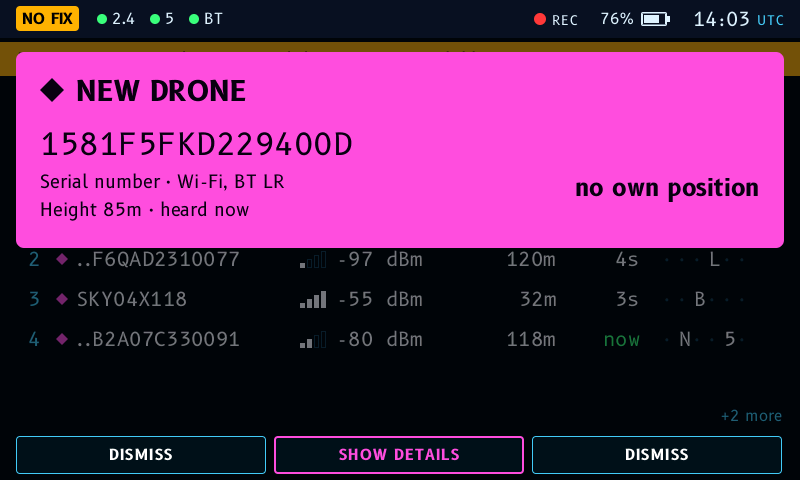 NO FIX 2.4 5 BT REC 76% 14:03 UTC
◆ NEW DRONE
1581F5FKD229400D
Serial number · Wi-Fi, BT LR
no own position
Height 85m · heard now
2 ◆ ..F6QAD2310077 -97 dBm 120m 4s · · · L · ·
3 ◆ SKY04X118 -55 dBm 32m 3s · · B · · ·
4 ◆ ..B2A07C330091 -80 dBm 118m now · N · · 5 ·
+2 more
DISMISS SHOW DETAILS DISMISS